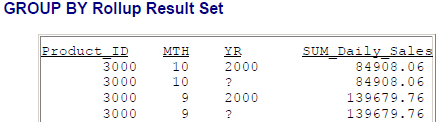 GROUP BY Rollup Result Set
Product_ID MTH YR SUM_Daily_Sales
3000 10 2000 84908.06
3000 10 ? 84908.06
3000 9 2000 139679.76
3000 9 ? 139679.76